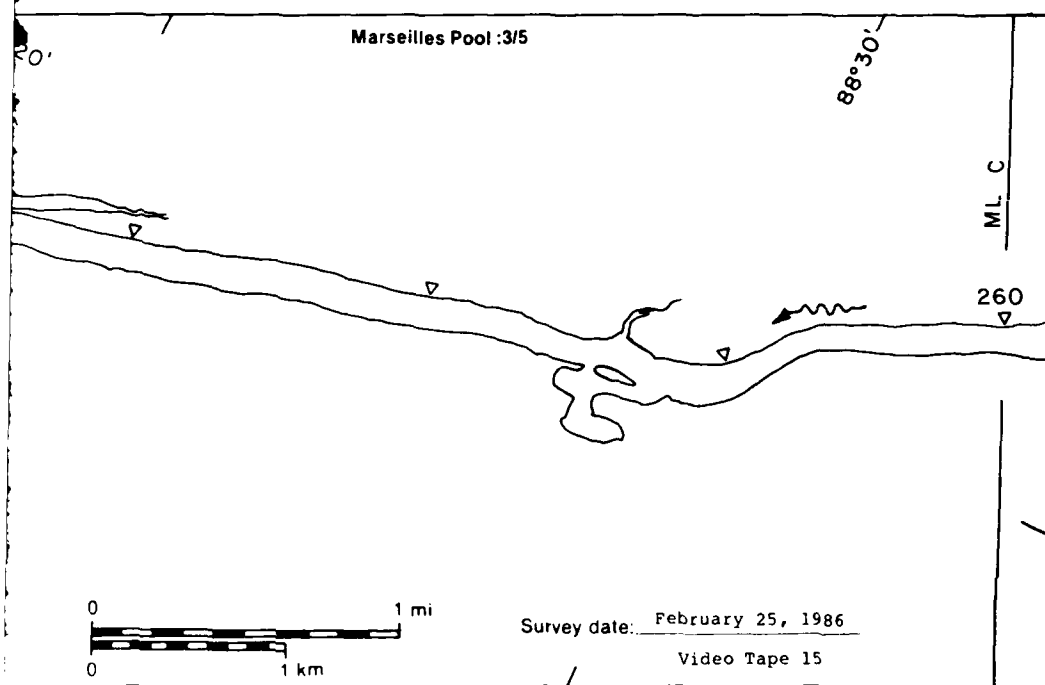 Marseilles Pool :3/5
0'
88°30'
ML C
260
0 1 mi
0 1 km
Survey date: February 25, 1986
Video Tape 15